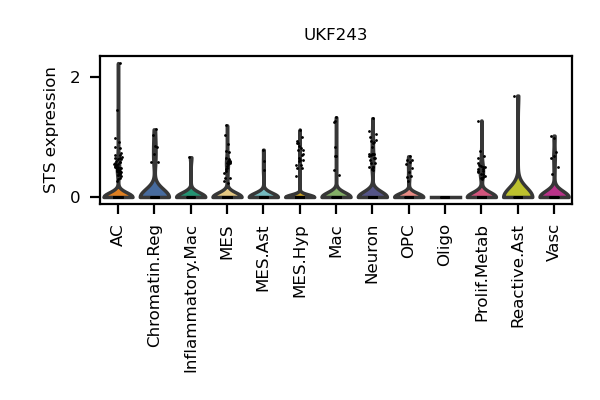 UKF243
STS expression
2
0
AC
Chromatin.Reg
Inflammatory.Mac
MES
MES.Ast
MES.Hyp
Mac
Neuron
OPC
Oligo
Prolif.Metab
Reactive.Ast
Vasc